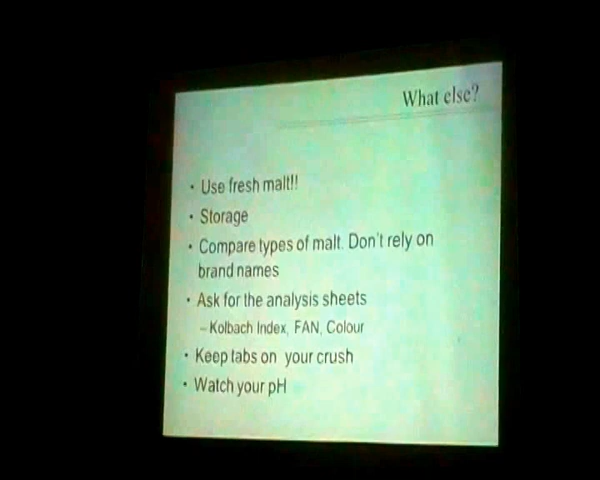 What else?
• Use fresh malt!!
• Storage
• Compare types of malt. Don't rely on
brand names
• Ask for the analysis sheets
– Kolbach Index, FAN, Colour
• Keep tabs on your crush
• Watch your pH